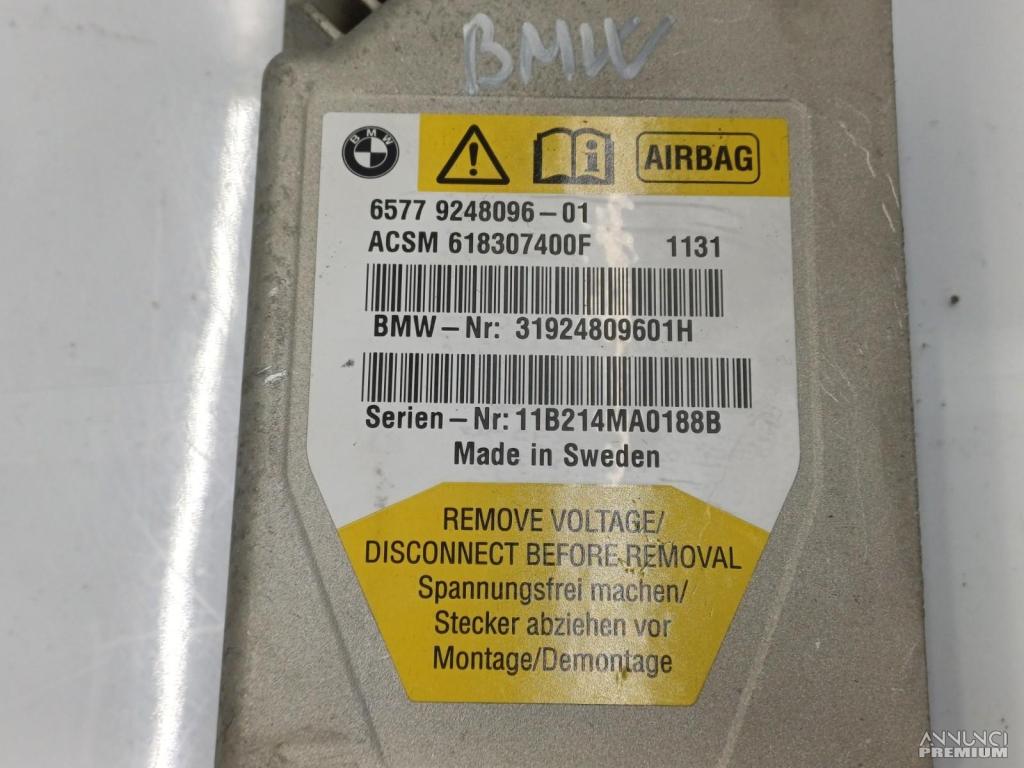 BMW
BMW
AIRBAG
6577 9248096-01
ACSM 618307400F 1131
BMW-Nr: 31924809601H
Serien-Nr: 11B214MA0188B
Made in Sweden
REMOVE VOLTAGE/
DISCONNECT BEFORE REMOVAL
Spannungsfrei machen/
Stecker abziehen vor
Montage/Demontage
ANNUNCI
PREMIUM